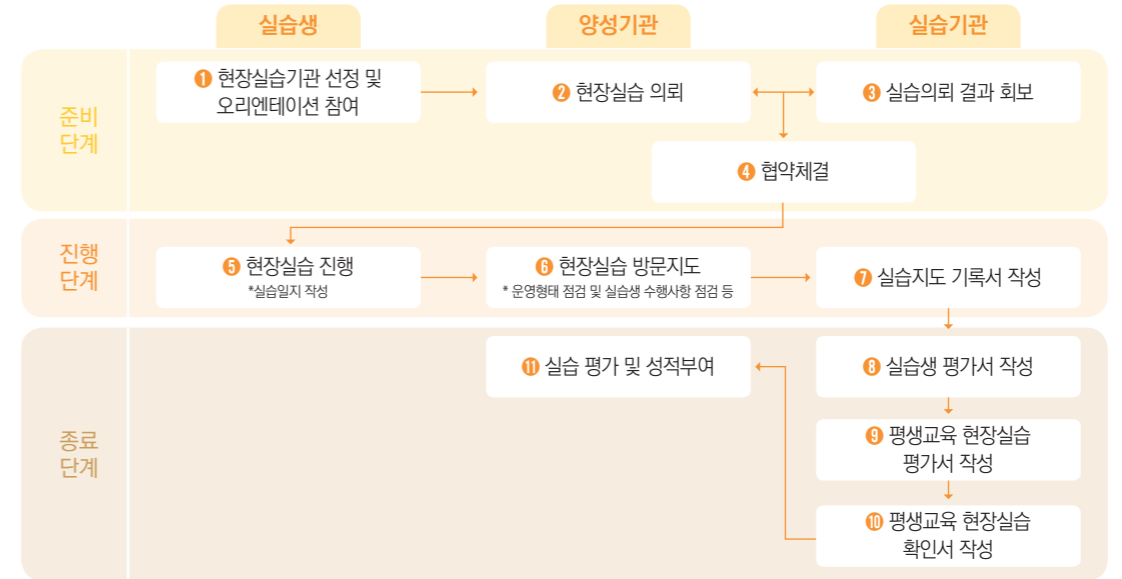 실습생
양성기관
실습기관
준비
단계
❶ 현장실습기관 선정 및
오리엔테이션 참여
❷ 현장실습 의뢰
❸ 실습의뢰 결과 회보
❹ 협약체결
진행
단계
❺ 현장실습 진행
*실습일지 작성
❻ 현장실습 방문지도
* 운영형태 점검 및 실습생 수행사항 점검 등
❼ 실습지도 기록서 작성
종료
단계
⓫ 실습 평가 및 성적부여
❽ 실습생 평가서 작성
❾ 평생교육 현장실습
평가서 작성
❿ 평생교육 현장실습
확인서 작성